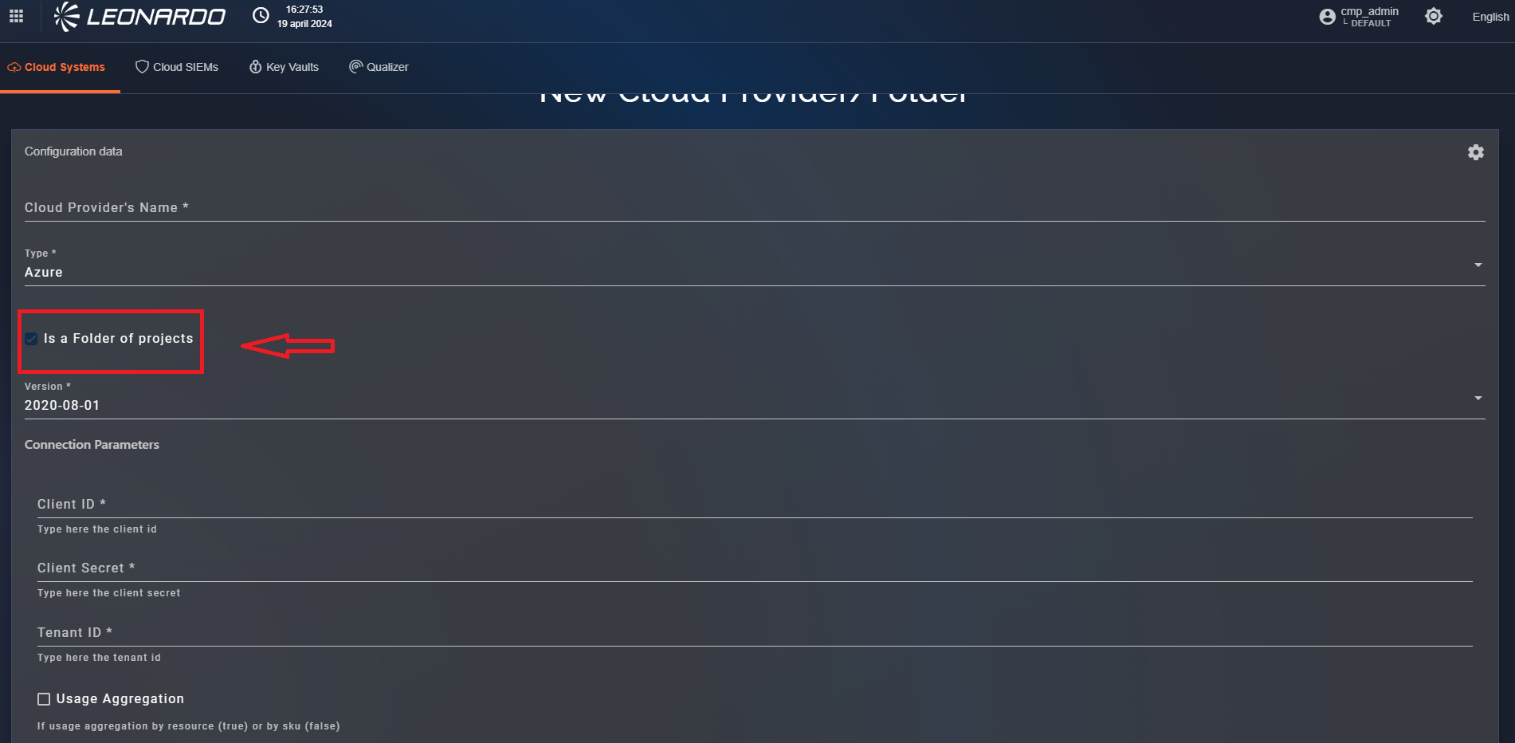 LEONARDO
16:27:53
19 april 2024
cmp_admin
DEFAULT
English
Cloud Systems
Cloud SIEMs
Key Vaults
Qualizer
New Cloud Provider/Folder
Configuration data
Cloud Provider's Name *
Type *
Azure
Is a Folder of projects
Version *
2020-08-01
Connection Parameters
Client ID *
Type here the client id
Client Secret *
Type here the client secret
Tenant ID *
Type here the tenant id
Usage Aggregation
If usage aggregation by resource (true) or by sku (false)